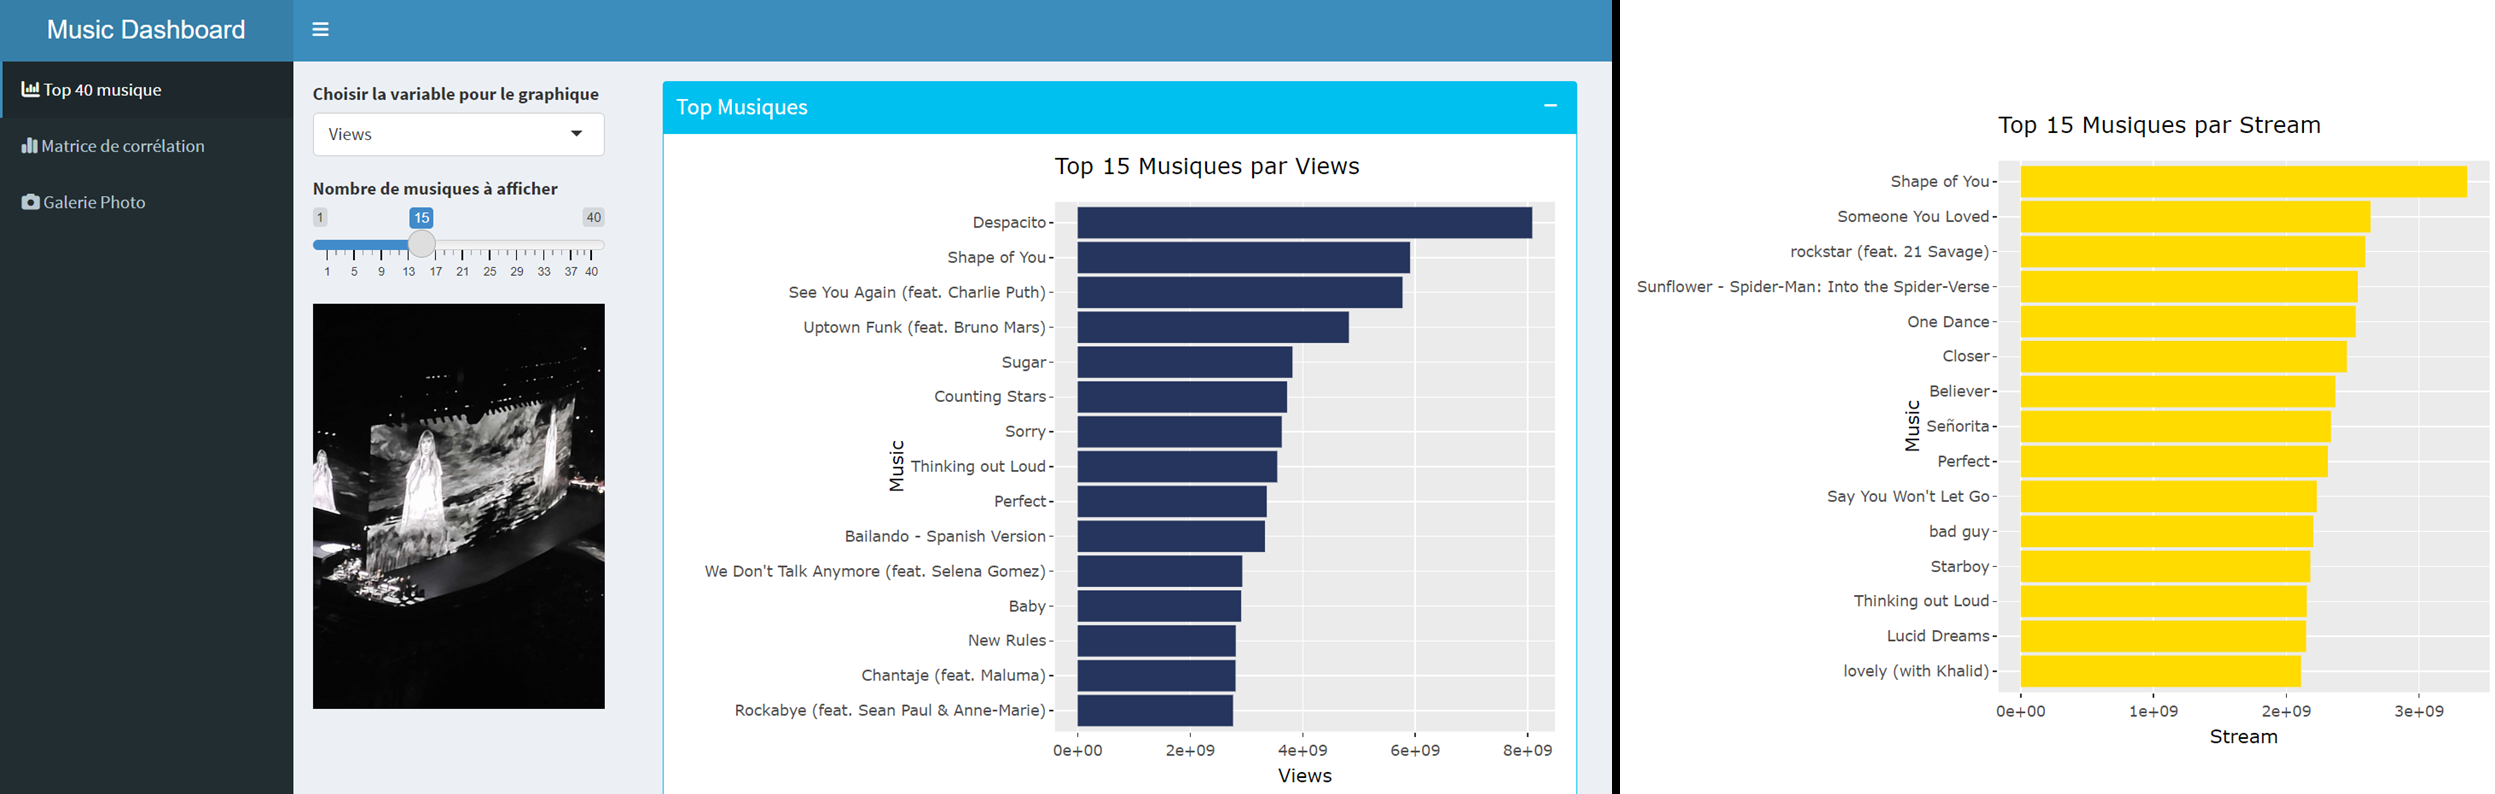 Music Dashboard
Top 40 musique
Matrice de corrélation
Galerie Photo
Choisir la variable pour le graphique
Views
Nombre de musiques à afficher
1 15 40
1 5 9 13 17 21 25 29 33 37 40
Top Musiques
Top 15 Musiques par Views
Despacito
Shape of You
See You Again (feat. Charlie Puth)
Uptown Funk (feat. Bruno Mars)
Sugar
Counting Stars
Sorry
Thinking out Loud
Perfect
Bailando - Spanish Version
We Don't Talk Anymore (feat. Selena Gomez)
Baby
New Rules
Chantaje (feat. Maluma)
Rockabye (feat. Sean Paul & Anne-Marie)
Music
0e+00 2e+09 4e+09 6e+09 8e+09
Views
Top 15 Musiques par Stream
Shape of You
Someone You Loved
rockstar (feat. 21 Savage)
Sunflower - Spider-Man: Into the Spider-Verse
One Dance
Closer
Believer
Señorita
Perfect
Say You Won't Let Go
bad guy
Starboy
Thinking out Loud
Lucid Dreams
lovely (with Khalid)
Music
0e+00 1e+09 2e+09 3e+09
Stream